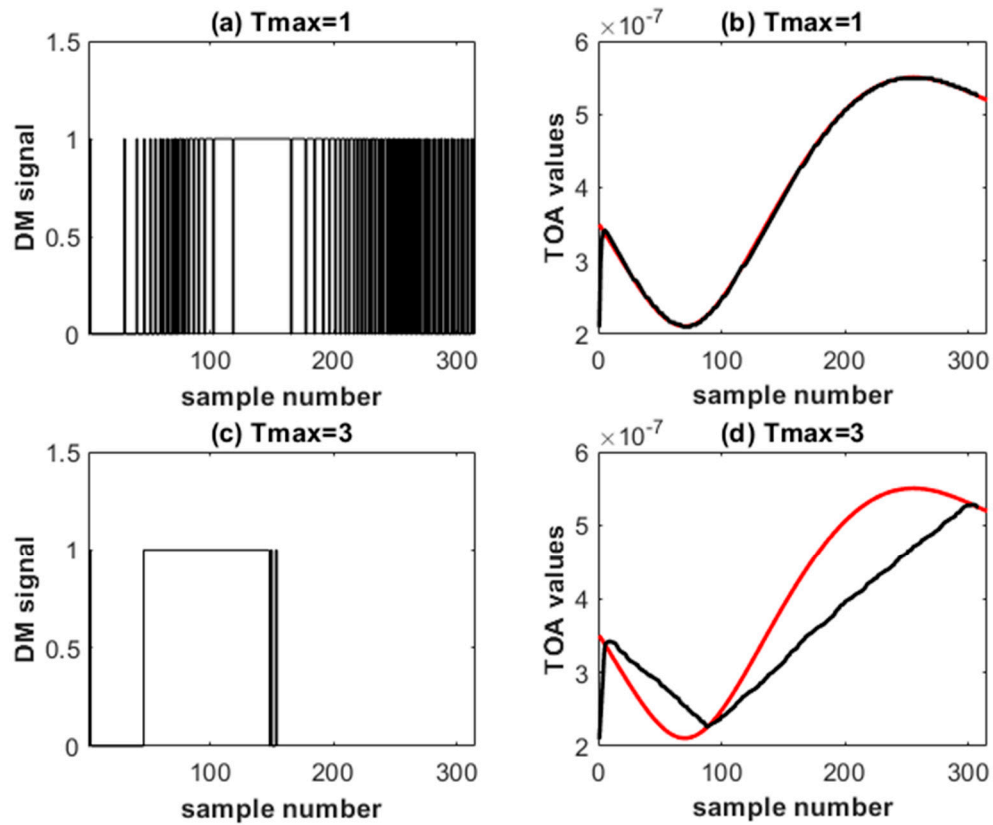 (a) Tmax=1
1.5
1
0.5
0
DM signal
100 200 300
sample number
(b) Tmax=1
×10-7
6
5
4
3
2
TOA values
0 100 200 300
sample number
(c) Tmax=3
1.5
1
0.5
0
DM signal
100 200 300
sample number
(d) Tmax=3
×10-7
6
5
4
3
2
TOA values
0 100 200 300
sample number